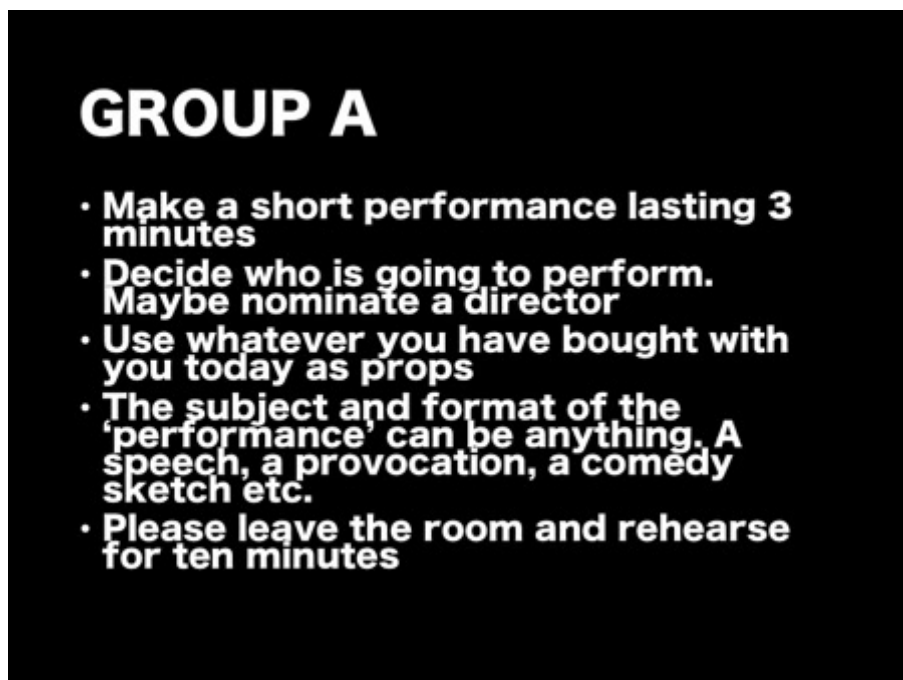 GROUP A
· Make a short performance lasting 3
minutes
· Decide who is going to perform.
Maybe nominate a director
· Use whatever you have bought with
you today as props
· The subject and format of the
‘performance’ can be anything. A
speech, a provocation, a comedy
sketch etc.
· Please leave the room and rehearse
for ten minutes